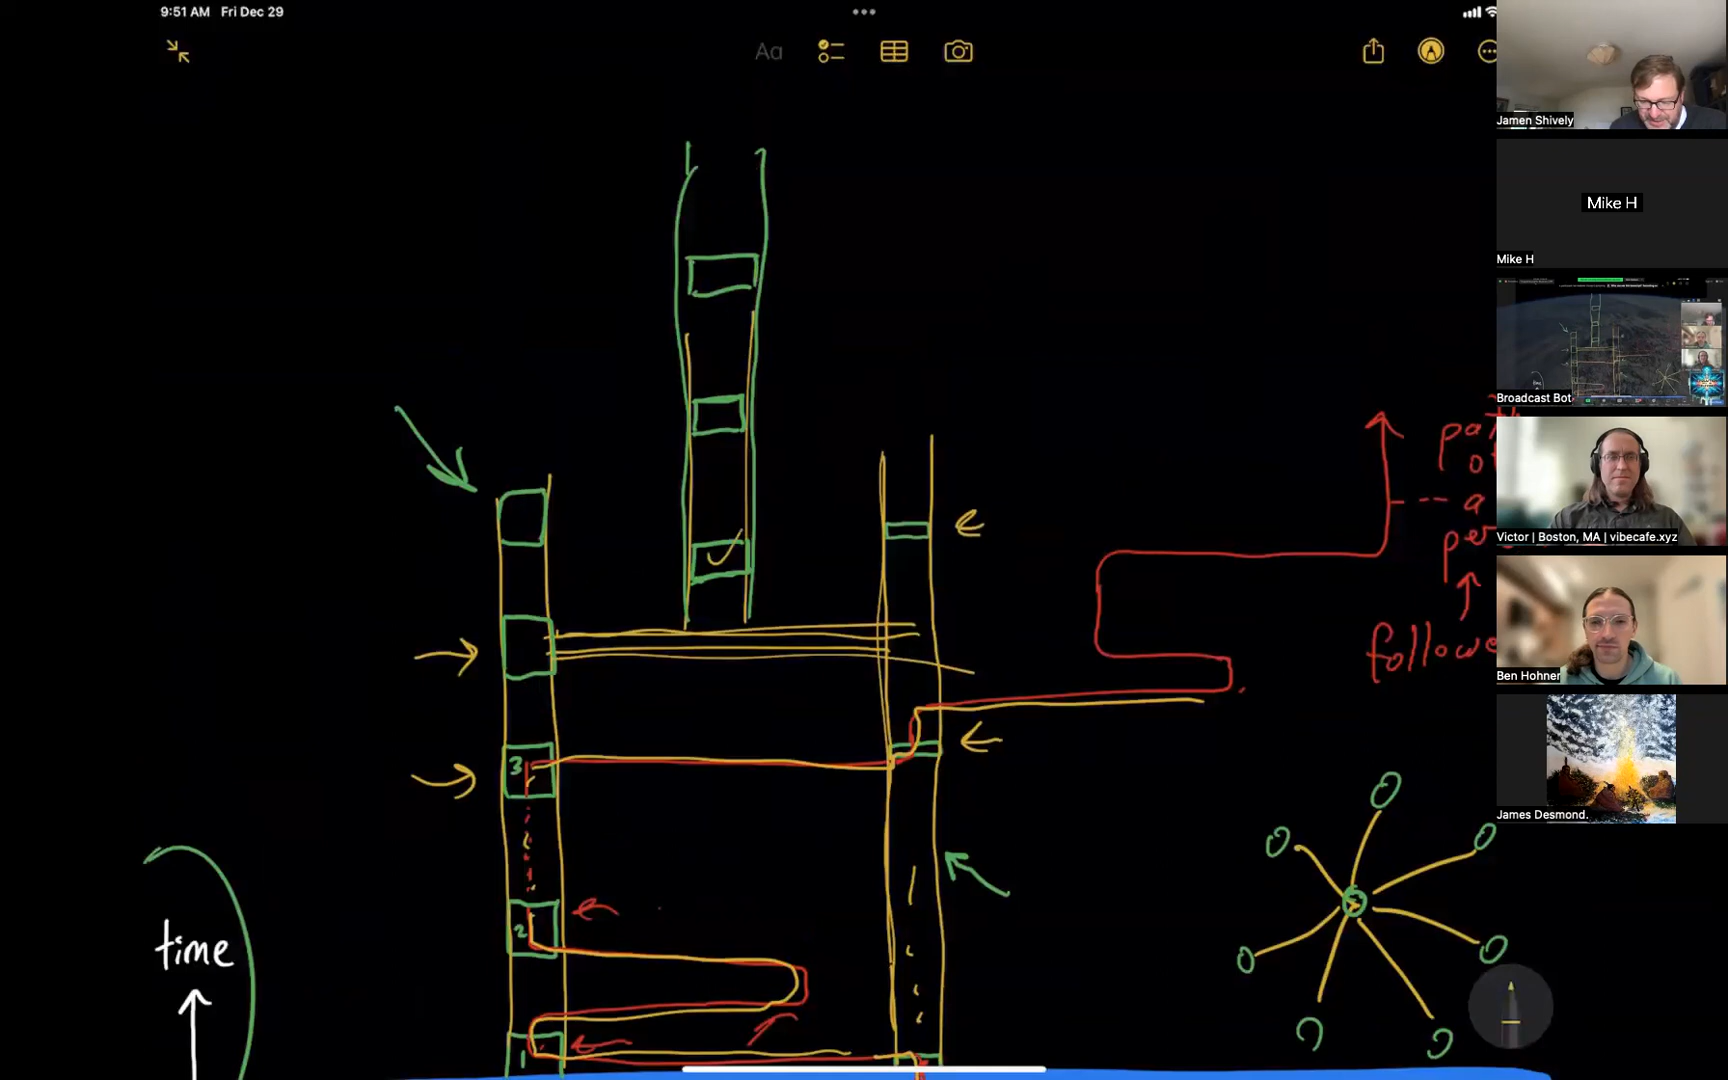 9:51 AM Fri Dec 29
Aa
Jamen Shively
Mike H
Mike H
Broadcast Bot
Victor | Boston, MA | vibecafe.xyz
Ben Hohner
James Desmond.
a
followe
3
2
time
1